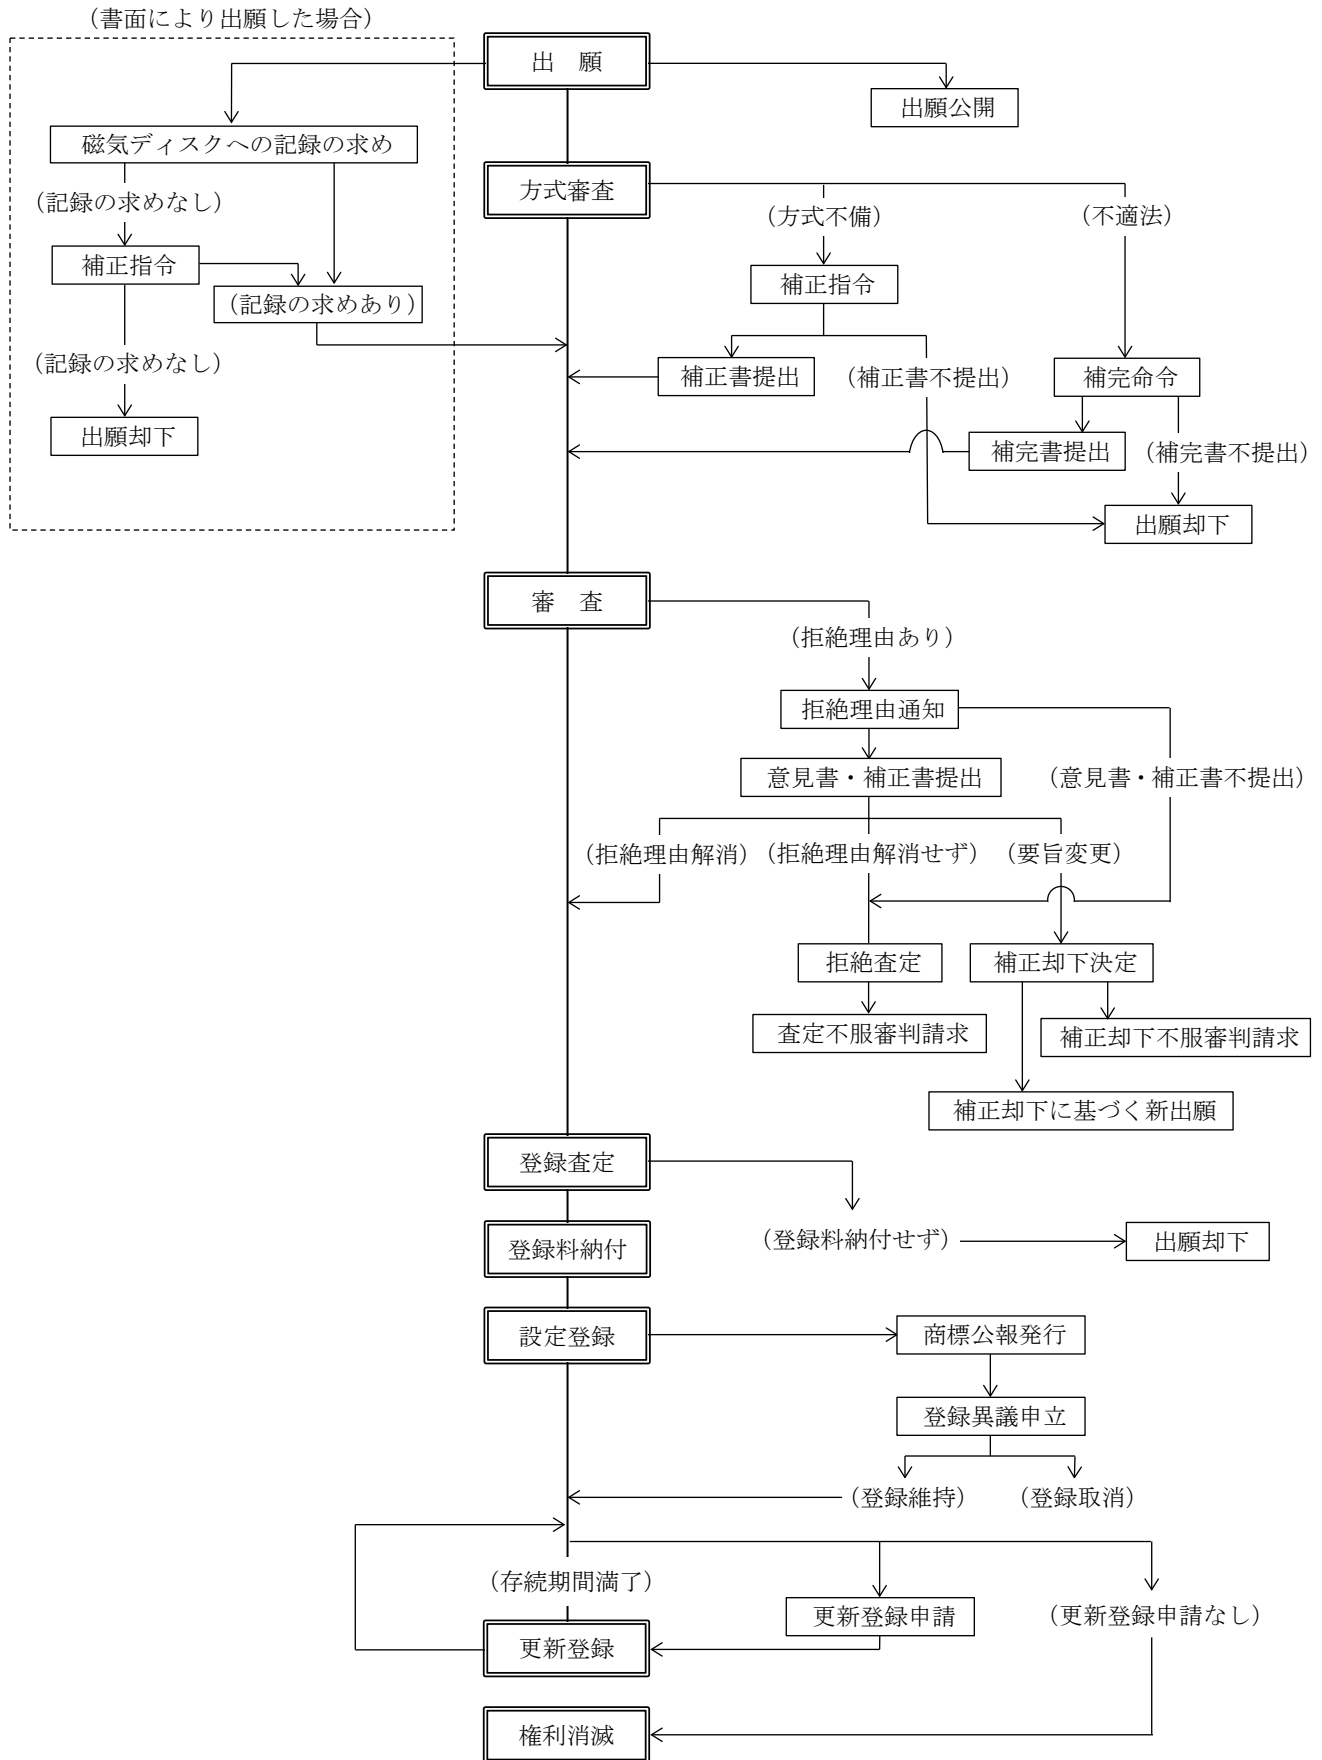 （書面により出願した場合）
出　願
出願公開
磁気ディスクへの記録の求め
方式審査
（記録の求めなし）
（方式不備）
（不適法）
補正指令
補正指令
（記録の求めあり）
（記録の求めなし）
補正書提出
（補正書不提出）
補完命令
出願却下
補完書提出
（補完書不提出）
出願却下
審　査
（拒絶理由あり）
拒絶理由通知
意見書・補正書提出
（意見書・補正書不提出）
（拒絶理由解消）
（拒絶理由解消せず）
（要旨変更）
拒絶査定
補正却下決定
査定不服審判請求
補正却下不服審判請求
補正却下に基づく新出願
登録査定
登録料納付
（登録料納付せず）
出願却下
設定登録
商標公報発行
登録異議申立
（登録維持）
（登録取消）
（存続期間満了）
更新登録申請
（更新登録申請なし）
更新登録
権利消滅